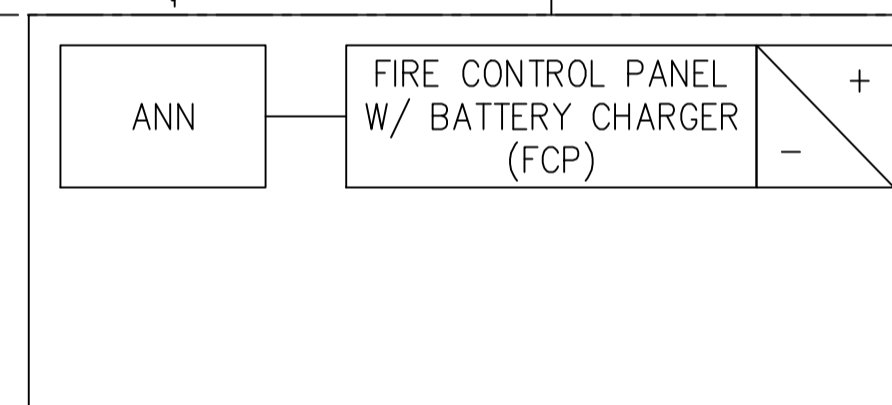 ANN
FIRE CONTROL PANEL
W/ BATTERY CHARGER
(FCP)
+
-